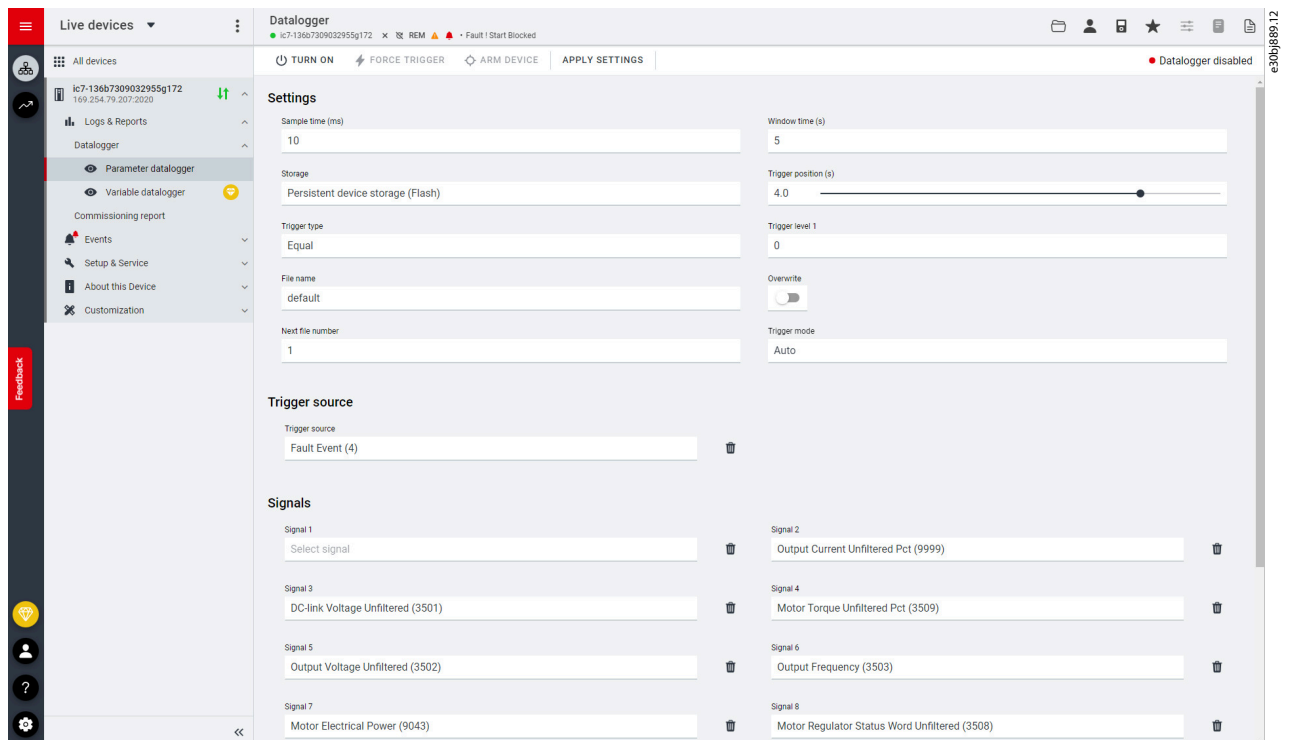 Live devices
Datalogger
ic7-136b7309032955g172 REM • Fault ! Start Blocked
e30bj889.12
All devices
TURN ON FORCE TRIGGER ARM DEVICE APPLY SETTINGS Datalogger disabled
ic7-136b7309032955g172
169.254.79.207:2020
Logs & Reports
Datalogger
Parameter datalogger
Variable datalogger
Commissioning report
Events
Setup & Service
About this Device
Customization
Feedback
Settings
Sample time (ms) Window time (s)
10 5
Storage Trigger position (s)
Persistent device storage (Flash) 4.0
Trigger type Trigger level 1
Equal 0
File name Overwrite
default
Next file number Trigger mode
1 Auto
Trigger source
Trigger source
Fault Event (4)
Signals
Signal 1 Signal 2
Select signal Output Current Unfiltered Pct (9999)
Signal 3 Signal 4
DC-link Voltage Unfiltered (3501) Motor Torque Unfiltered Pct (3509)
Signal 5 Signal 6
Output Voltage Unfiltered (3502) Output Frequency (3503)
Signal 7 Signal 8
Motor Electrical Power (9043) Motor Regulator Status Word Unfiltered (3508)